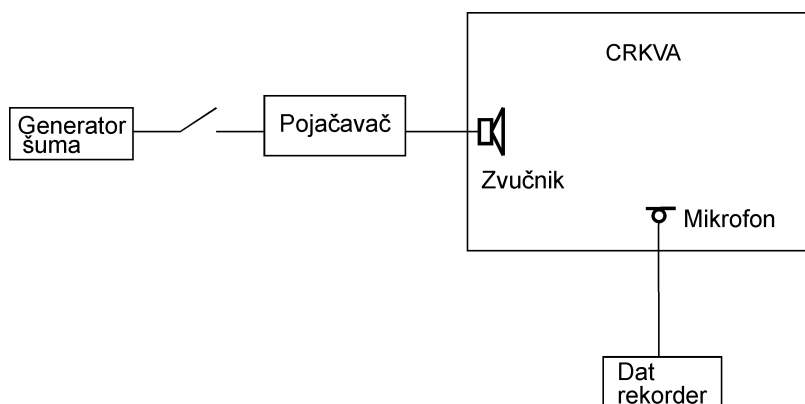 CRKVA
Generator
šuma
Pojačavač
Zvučnik
Mikrofon
Dat
rekorder